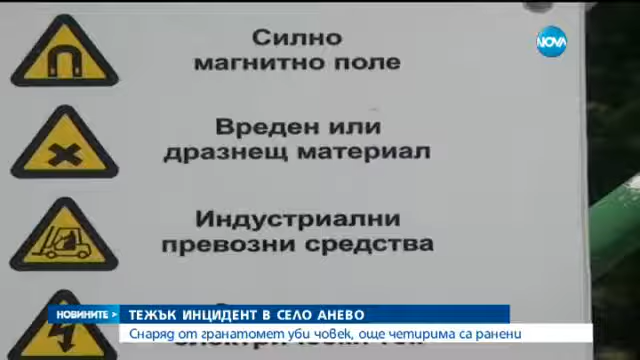 Силно
магнитно поле
NOVA
Вреден или
дразнещ материал
Индустриални
превозни средства
НОВИНИТЕ
ТЕЖЪК ИНЦИДЕНТ В СЕЛО АНЕВО
Снаряд от гранатомет уби човек, още четирима са ранени